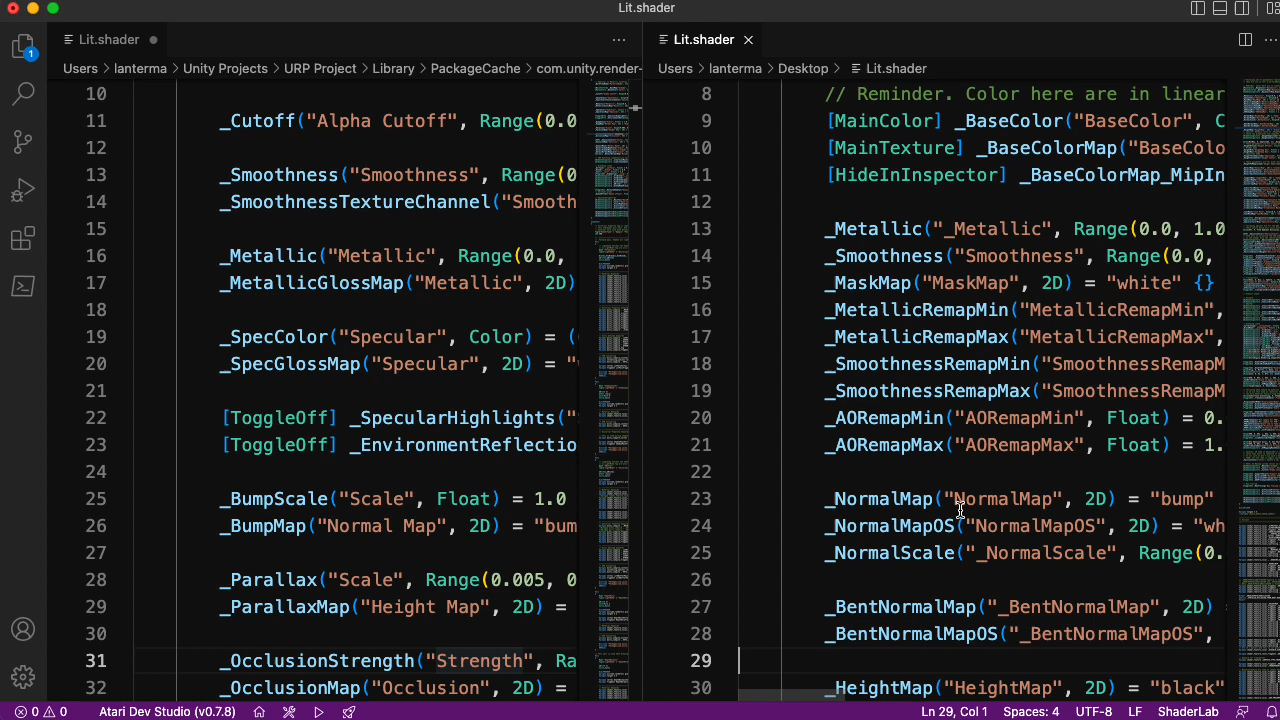 Lit.shader
1
Lit.shader
Users > lanterma > Unity Projects > URP Project > Library > PackageCache > com.unity.render-
10
11 _Cutoff("Alpha Cutoff", Range(0.0
12
13 _Smoothness("Smoothness", Range(0
14 _SmoothnessTextureChannel("Smooth
15
16 _Metallic("Metallic", Range(0.0,
17 _MetallicGlossMap("Metallic", 2D)
18
19 _SpecColor("Specular", Color) = (
20 _SpecGlossMap("Specular", 2D) = "
21
22 [ToggleOff] _SpecularHighlights("
23 [ToggleOff] _EnvironmentReflectio
24
25 _BumpScale("Scale", Float) = 1.0
26 _BumpMap("Normal Map", 2D) = "bum
27
28 _Parallax("Scale", Range(0.005, 0
29 _ParallaxMap("Height Map", 2D) =
30
31 _OcclusionStrength("Strength", Ra
32 _OcclusionMap("Occlusion", 2D) =
Lit.shader
Users > lanterma > Desktop > Lit.shader
8 // Reminder. Color here are in linear
9 [MainColor] _BaseColor("BaseColor", C
10 [MainTexture] _BaseColorMap("BaseColo
11 [HideInInspector] _BaseColorMap_MipIn
12
13 _Metallic("_Metallic", Range(0.0, 1.0
14 _Smoothness("Smoothness", Range(0.0,
15 _MaskMap("MaskMap", 2D) = "white" {}
16 _MetallicRemapMin("MetallicRemapMin",
17 _MetallicRemapMax("MetallicRemapMax",
18 _SmoothnessRemapMin("SmoothnessRemapM
19 _SmoothnessRemapMax("SmoothnessRemapM
20 _AORemapMin("AORemapMin", Float) = 0.
21 _AORemapMax("AORemapMax", Float) = 1.
22
23 _NormalMap("NormalMap", 2D) = "bump"
24 _NormalMapOS("NormalMapOS", 2D) = "wh
25 _NormalScale("_NormalScale", Range(0.
26
27 _BentNormalMap("_BentNormalMap", 2D)
28 _BentNormalMapOS("_BentNormalMapOS",
29
30 _HeightMap("HeightMap", 2D) = "black"
0 0 Atari Dev Studio (v0.7.8) Ln 29, Col 1 Spaces: 4 UTF-8 LF ShaderLab